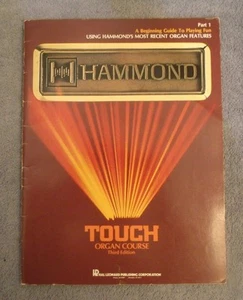 Part 1
A Beginning Guide To Playing Fun
USING HAMMOND'S MOST RECENT ORGAN FEATURES
HAMMOND
TOUCH
ORGAN COURSE
Third Edition
HAL LEONARD PUBLISHING CORPORATION